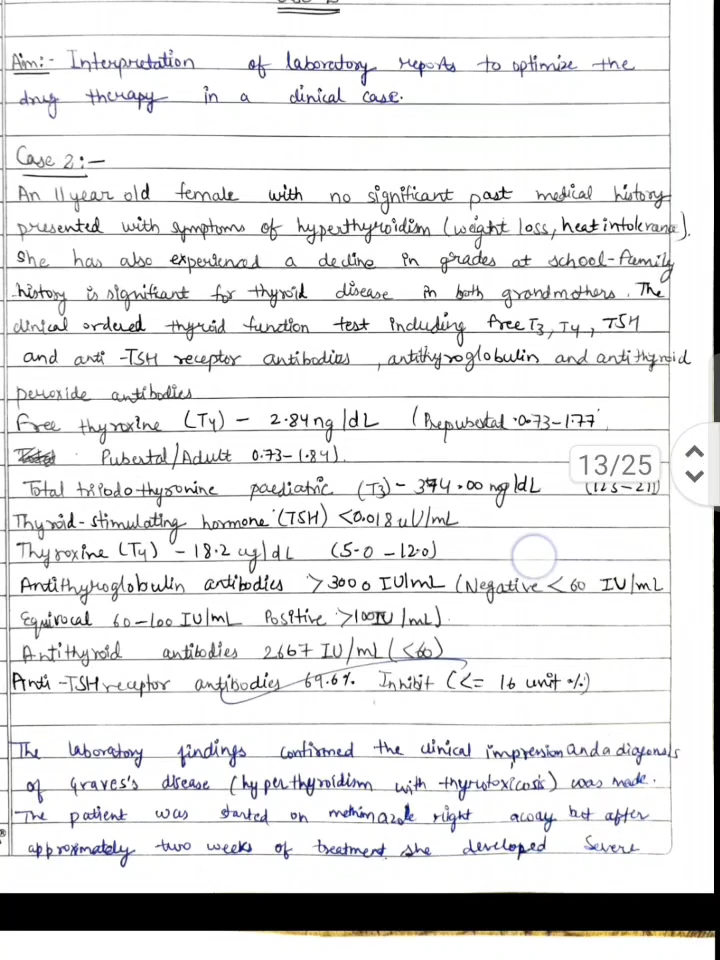 Aim:- Interpretation of laboratory reports to optimize the
drug therapy in a clinical case.
Case 2:-
An 11 year old female with no significant past medical history
presented with symptoms of hyperthyroidism (weight loss, heat intolerance).
She has also experienced a decline in grades at school-family
history is significant for thyroid disease in both grandmothers. The
clinical ordered thyroid function test including free T3, T4, TSH
and anti-TSH receptor antibodies, antithyroglobulin and antithyroid
peroxide antibodies
Free thyroxine (T4) - 2.84 ng/dL (Prepubertal 0.73-1.77
Pubertal/Adult 0.73-1.84).
13/25
Total triiodothyronine paediatric (T3) - 374.00 ng/dL (125-211)
Thyroid-stimulating hormone (TSH) <0.018 uU/mL
Thyroxine (T4) - 18.2 ug/dL (5.0-12.0)
Antithyroglobulin antibodies >3000 IU/mL (Negative <60 IU/mL
Equivocal 60-100 IU/mL Positive >100 IU/mL).
Antithyroid antibodies 2667 IU/ml (<60)
Anti-TSH receptor antibodies 69.6% Inhibit (<= 16 unit %)
The laboratory findings confirmed the clinical impression and a diagonsis
of Graves's disease (hyperthyroidism with thyrotoxicosis) was made.
The patient was started on methimazole right away but after
approximately two weeks of treatment she developed Severe